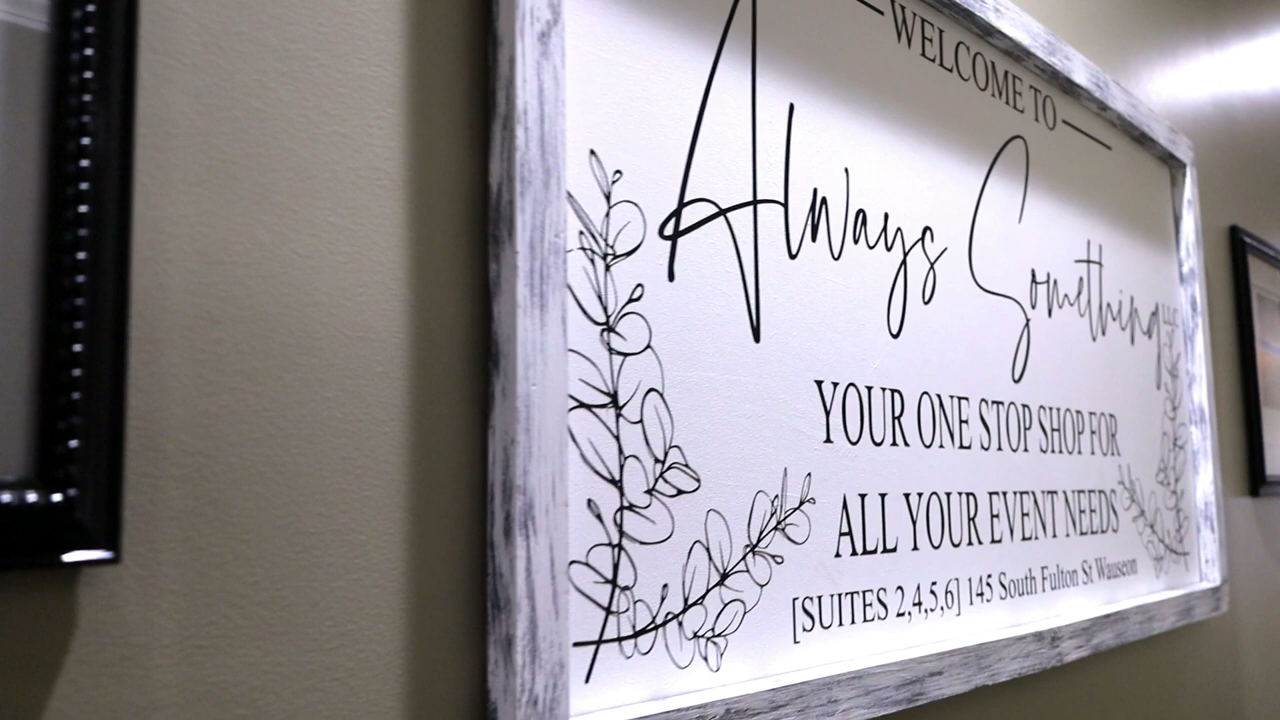 WELCOME TO
Always Something
YOUR ONE STOP SHOP FOR
ALL YOUR EVENT NEEDS
[SUITES 2,4,5,6] 145 South Fulton St Wauseon